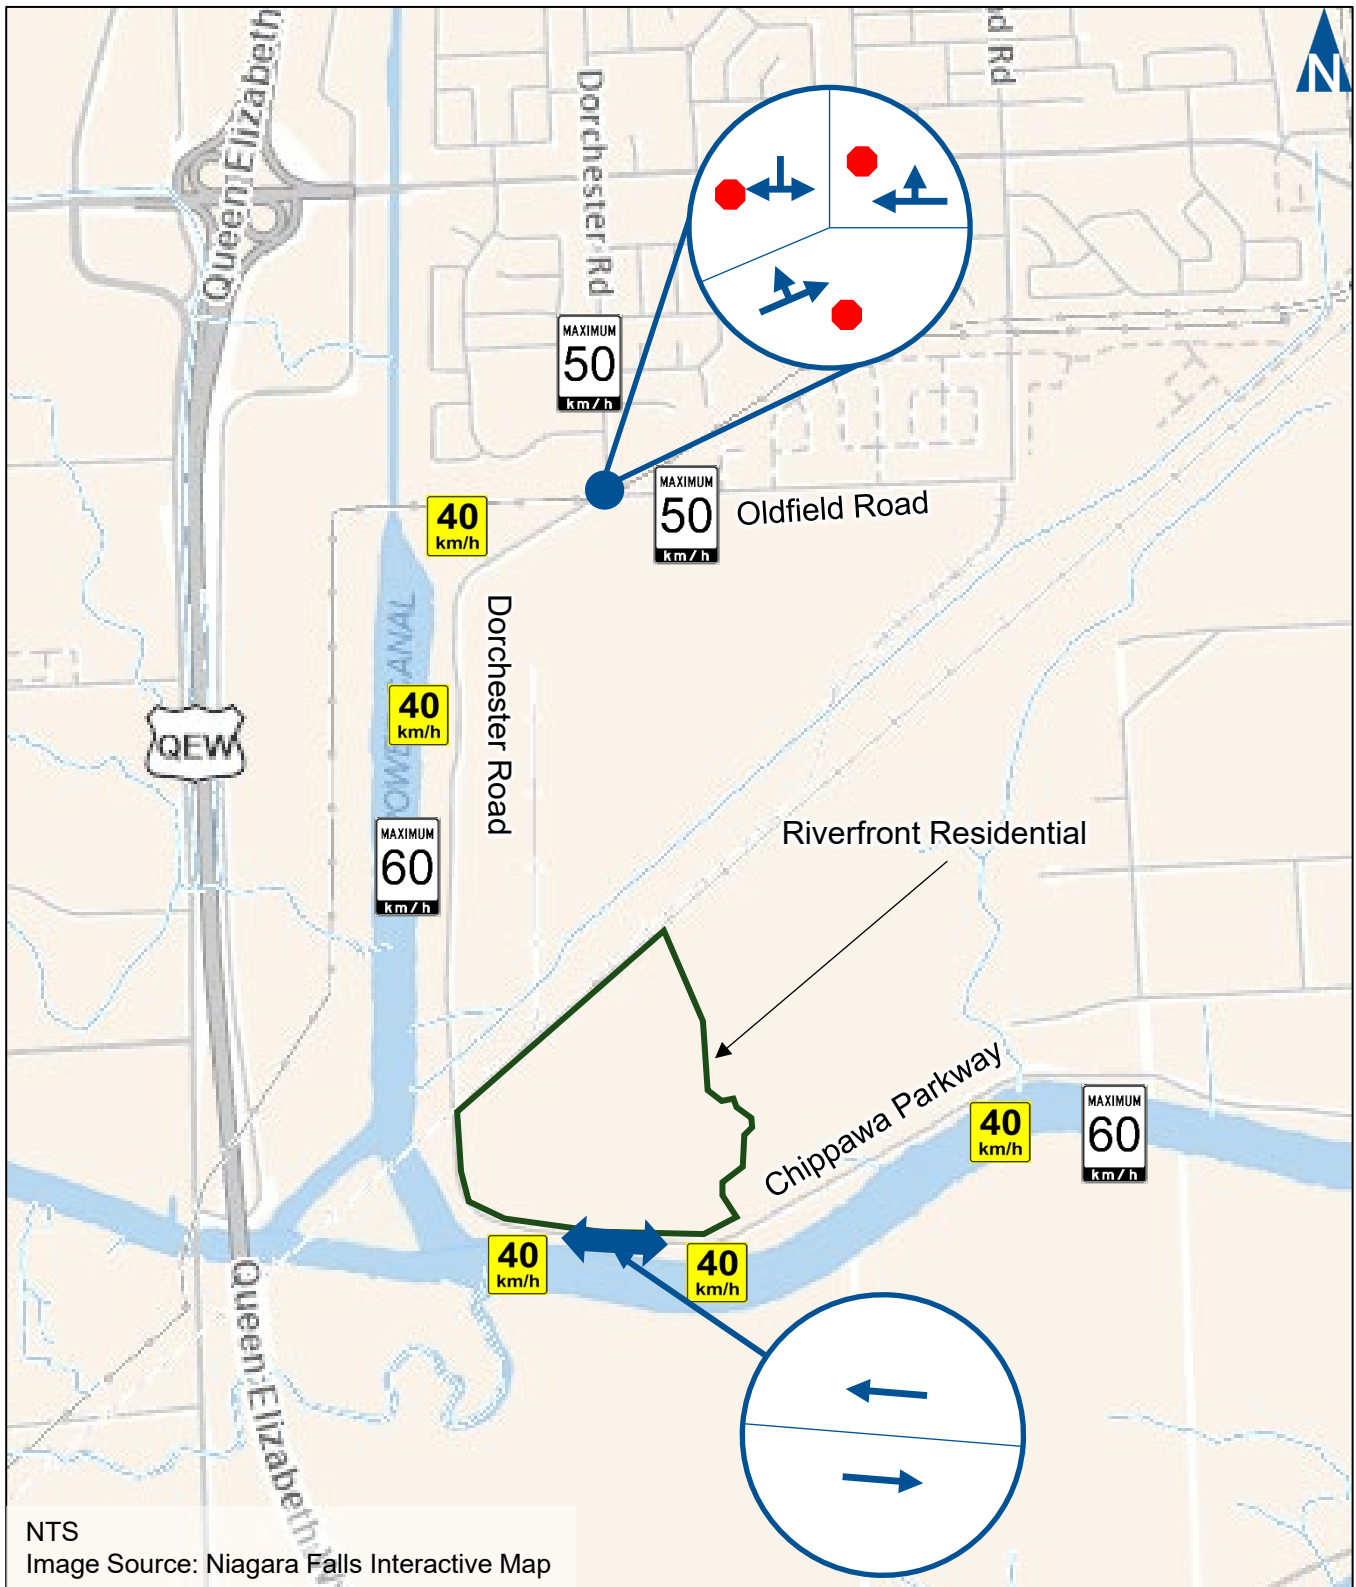 Queen Elizabeth
Dorchester Rd
d Rd
N
MAXIMUM
50
km/h
MAXIMUM
50
km/h
Oldfield Road
40
km/h
Dorchester Road
40
km/h
OWE
CANAL
QEW
MAXIMUM
60
km/h
Riverfront Residential
Chippawa Parkway
40
km/h
MAXIMUM
60
km/h
40
km/h
40
km/h
Queen Elizabeth W
NTS
Image Source: Niagara Falls Interactive Map